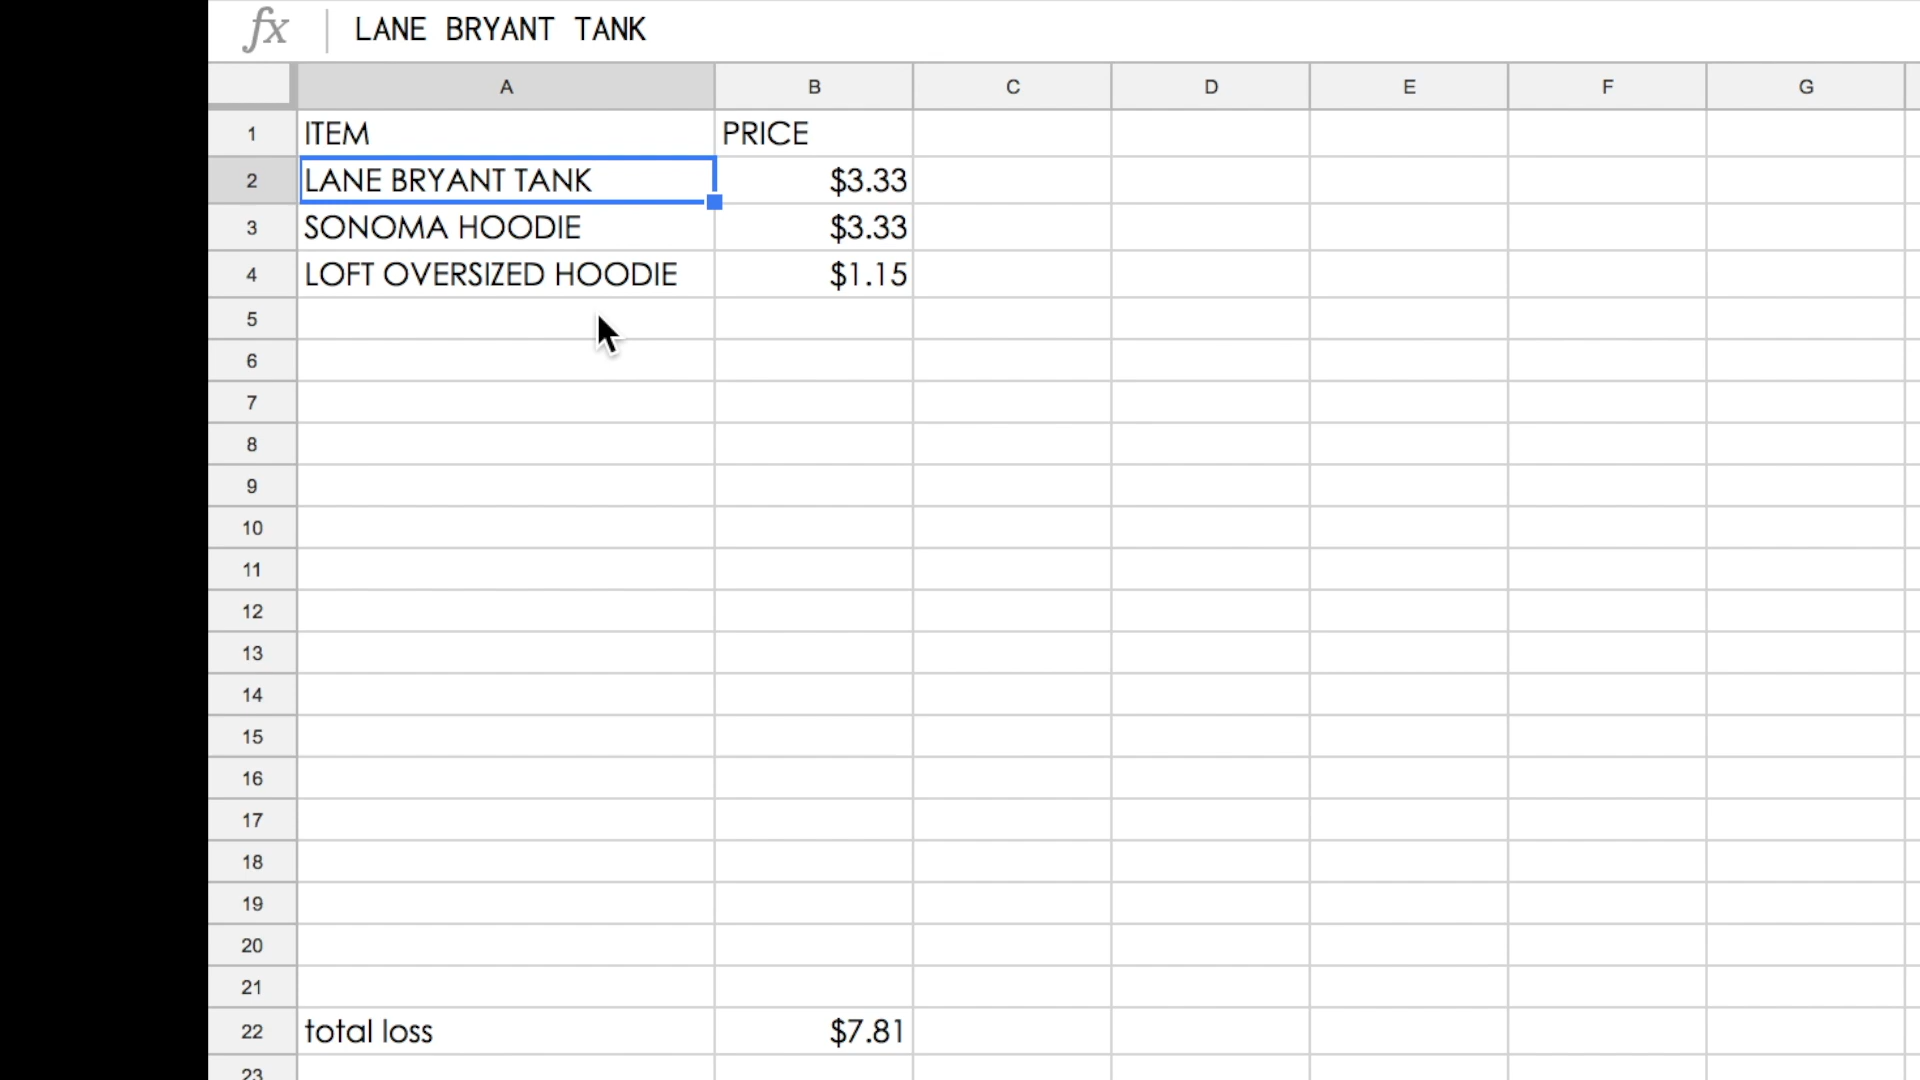 fx LANE BRYANT TANK
A B C D E F G
1 ITEM PRICE
2 LANE BRYANT TANK $3.33
3 SONOMA HOODIE $3.33
4 LOFT OVERSIZED HOODIE $1.15
5
6
7
8
9
10
11
12
13
14
15
16
17
18
19
20
21
22 total loss $7.81
23